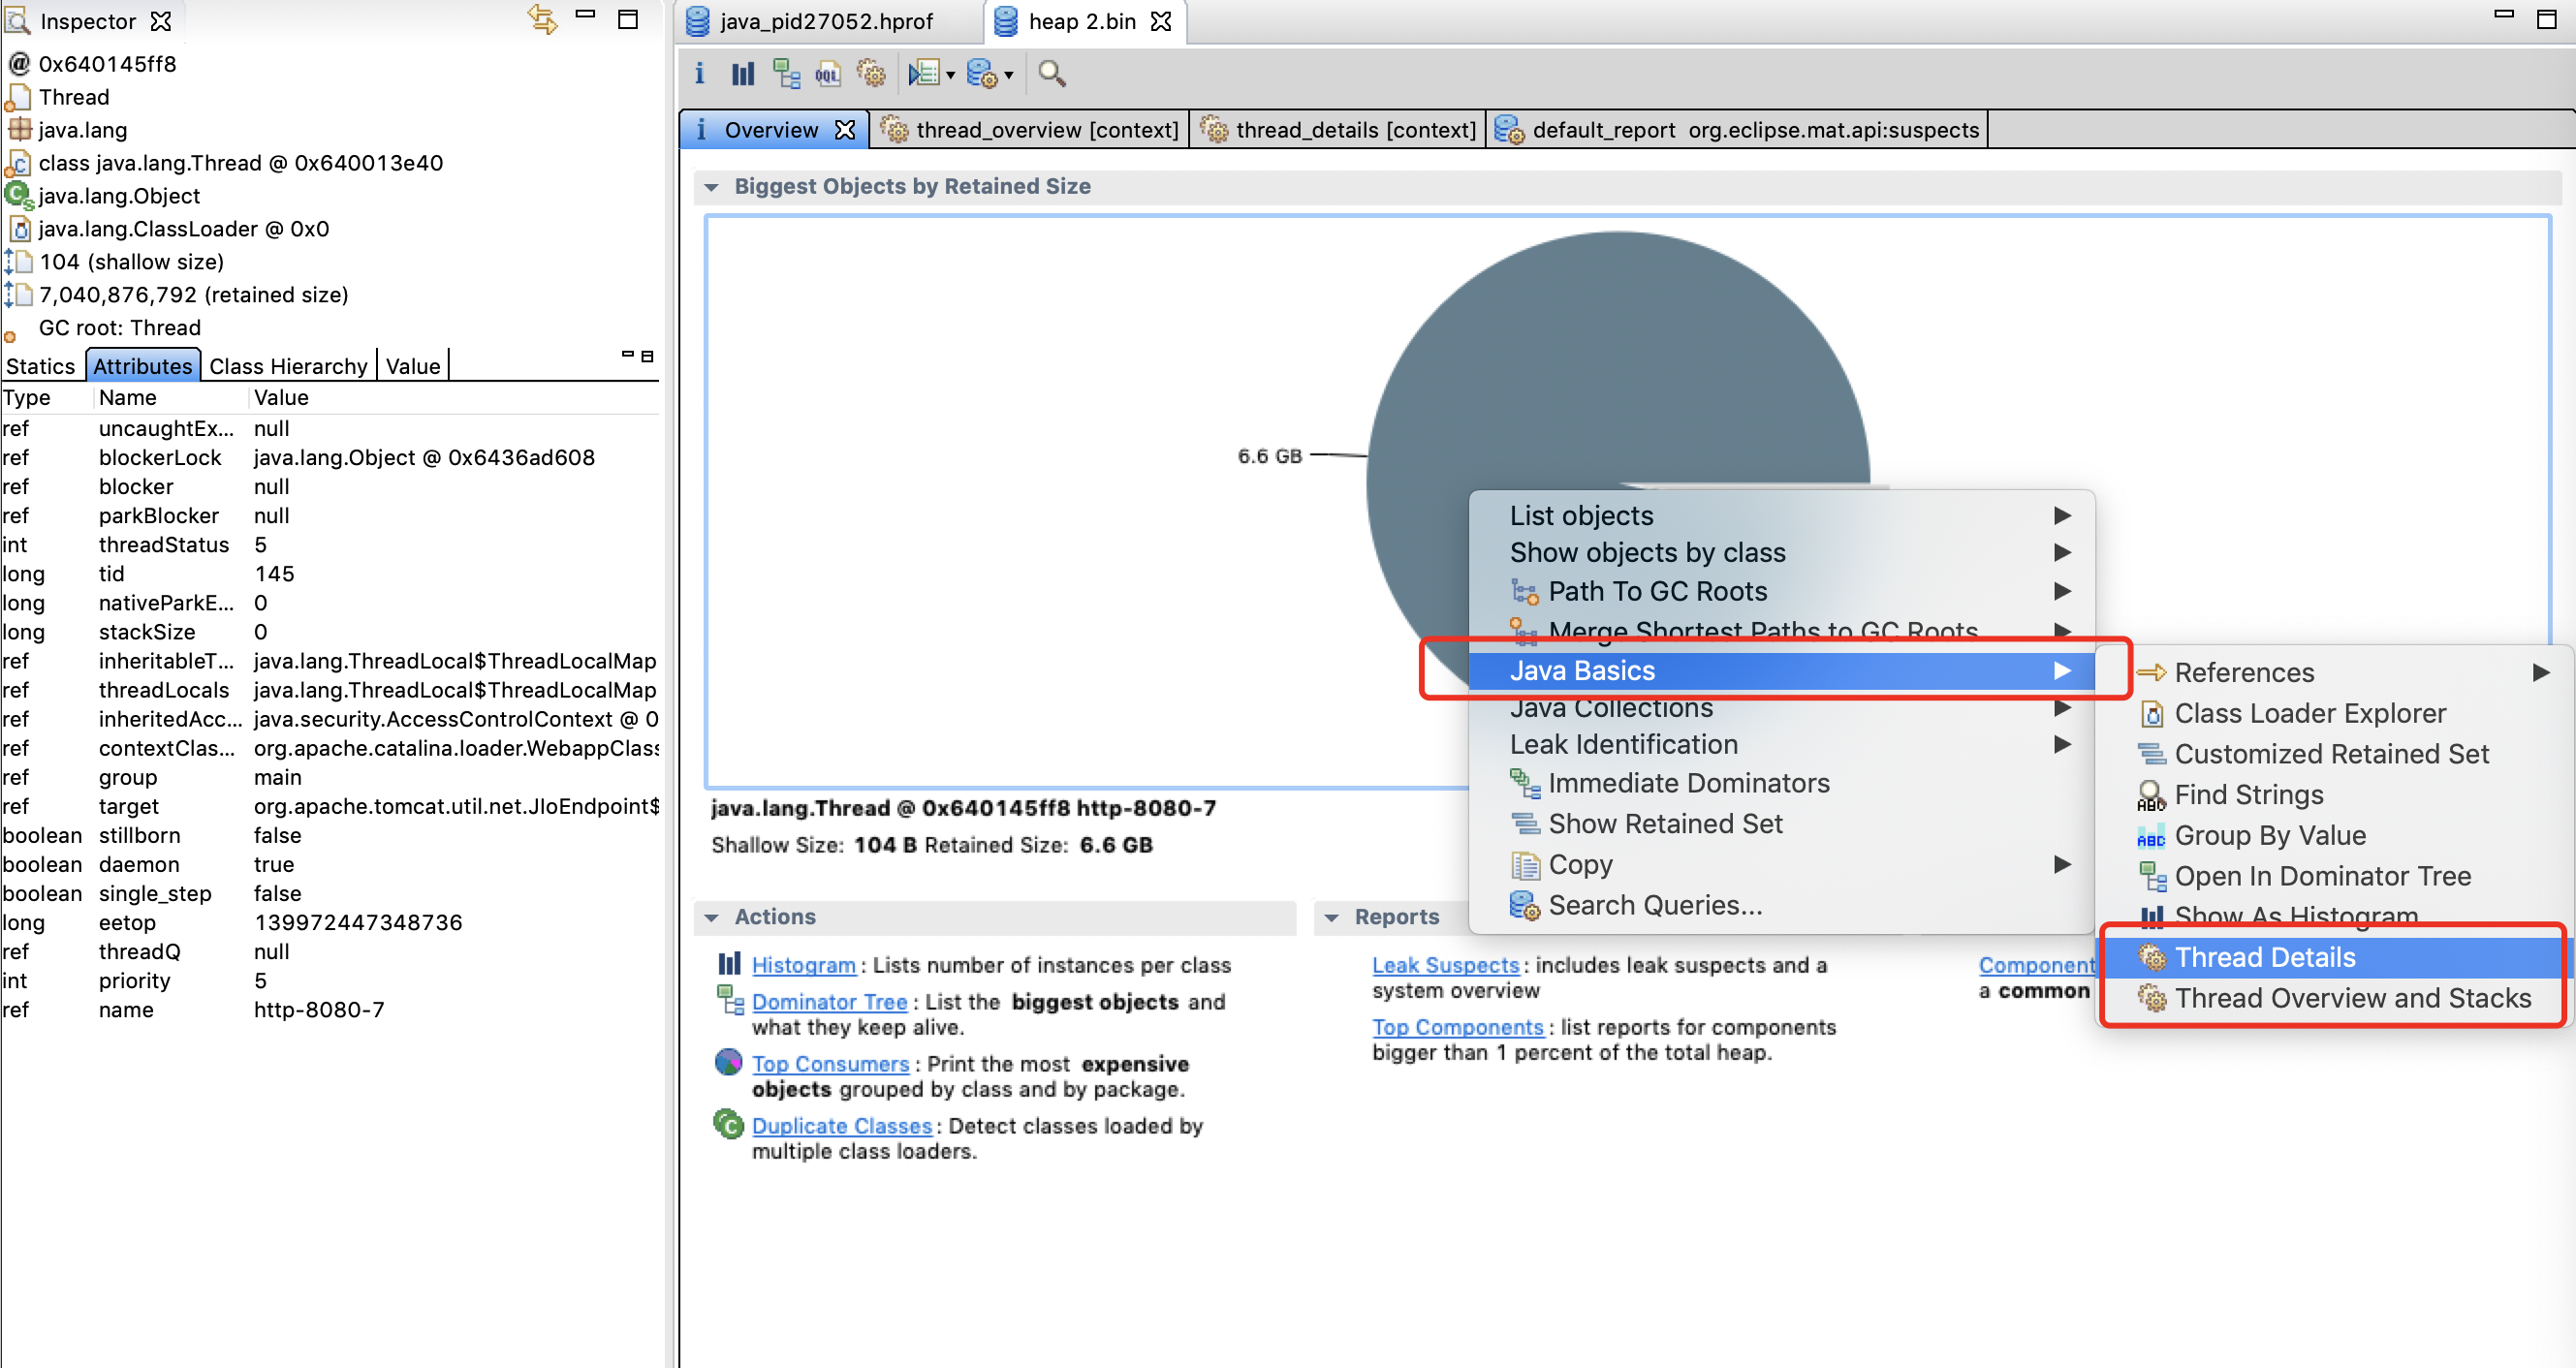 Inspector
0x640145ff8
Thread
java.lang
class java.lang.Thread @ 0x640013e40
java.lang.Object
java.lang.ClassLoader @ 0x0
104 (shallow size)
7,040,876,792 (retained size)
GC root: Thread
Statics Attributes Class Hierarchy Value
Type Name Value
ref uncaughtEx... null
ref blockerLock java.lang.Object @ 0x6436ad608
ref blocker null
ref parkBlocker null
int threadStatus 5
long tid 145
long nativeParkE... 0
long stackSize 0
ref inheritableT... java.lang.ThreadLocal$ThreadLocalMap
ref threadLocals java.lang.ThreadLocal$ThreadLocalMap
ref inheritedAcc... java.security.AccessControlContext @ 0
ref contextClas... org.apache.catalina.loader.WebappClass
ref group main
ref target org.apache.tomcat.util.net.JIoEndpoint$
boolean stillborn false
boolean daemon true
boolean single_step false
long eetop 139972447348736
ref threadQ null
int priority 5
ref name http-8080-7
java_pid27052.hprof heap 2.bin
OQL
Overview thread_overview [context] thread_details [context] default_report org.eclipse.mat.api:suspects
Biggest Objects by Retained Size
6.6 GB
java.lang.Thread @ 0x640145ff8 http-8080-7
Shallow Size: 104 B Retained Size: 6.6 GB
List objects
Show objects by class
Path To GC Roots
Merge Shortest Paths to GC Roots
Java Basics
Java Collections
Leak Identification
Immediate Dominators
Show Retained Set
Copy
Search Queries...
References
Class Loader Explorer
Customized Retained Set
Find Strings
Group By Value
Open In Dominator Tree
Show As Histogram
Thread Details
Thread Overview and Stacks
Actions
Histogram: Lists number of instances per class
Dominator Tree: List the biggest objects and
what they keep alive.
Top Consumers: Print the most expensive
objects grouped by class and by package.
Duplicate Classes: Detect classes loaded by
multiple class loaders.
Reports
Leak Suspects: includes leak suspects and a
system overview
Top Components: list reports for components
bigger than 1 percent of the total heap.
Component
a common